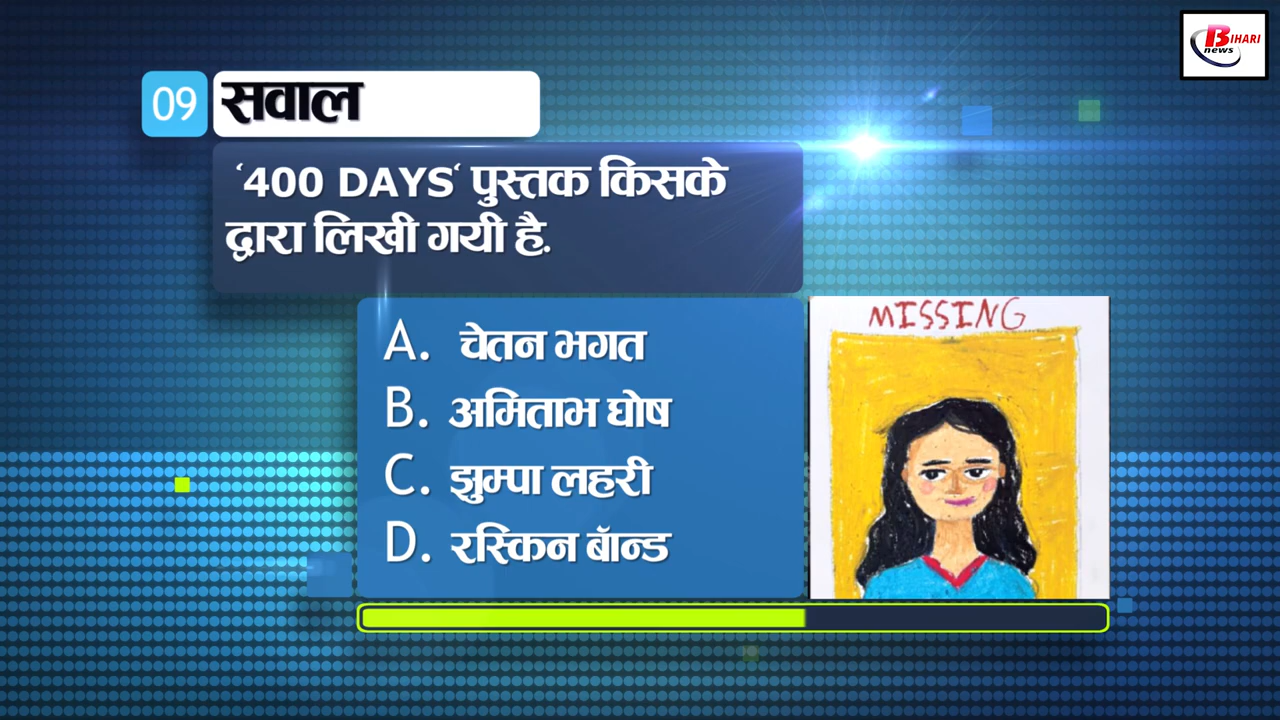 BIHARI
news
09 सवाल
‘400 DAYS‘ पुस्तक किसके
द्वारा लिखी गयी है.
A. चेतन भगत
B. अमिताभ घोष
C. झुम्पा लहरी
D. रस्किन बॅान्ड
MISSING